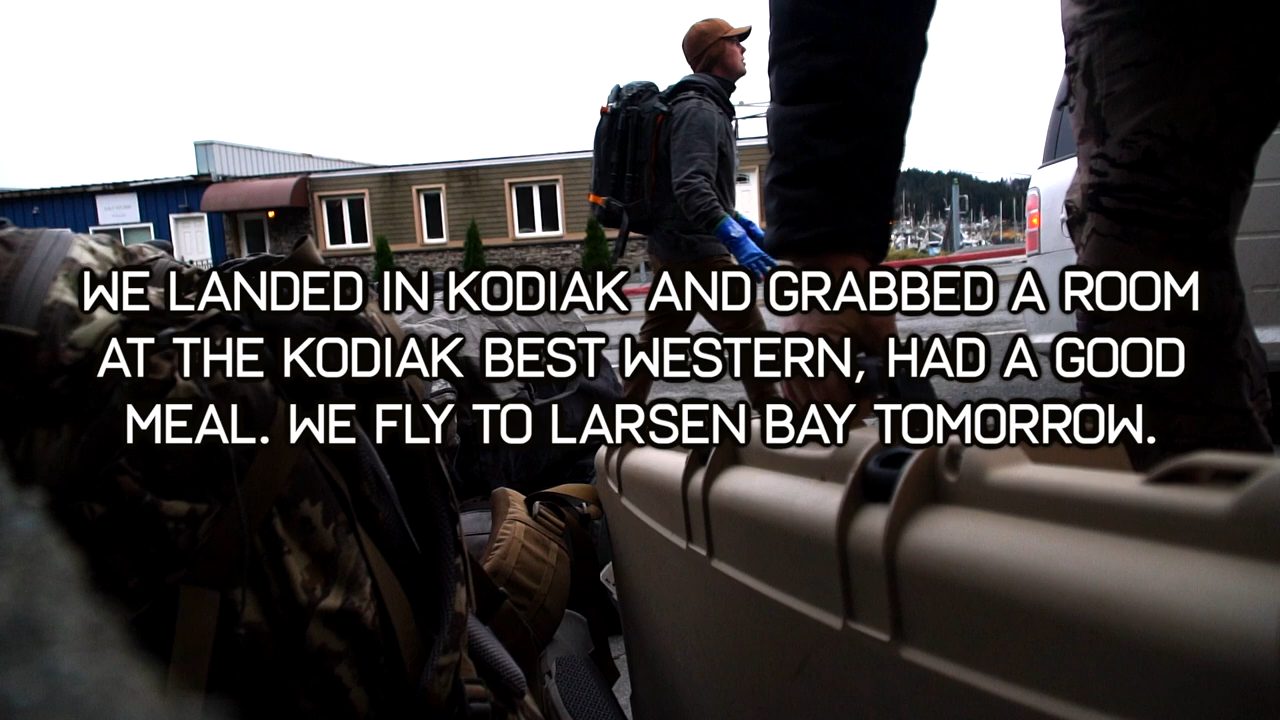 WE LANDED IN KODIAK AND GRABBED A ROOM
AT THE KODIAK BEST WESTERN, HAD A GOOD
MEAL. WE FLY TO LARSEN BAY TOMORROW.